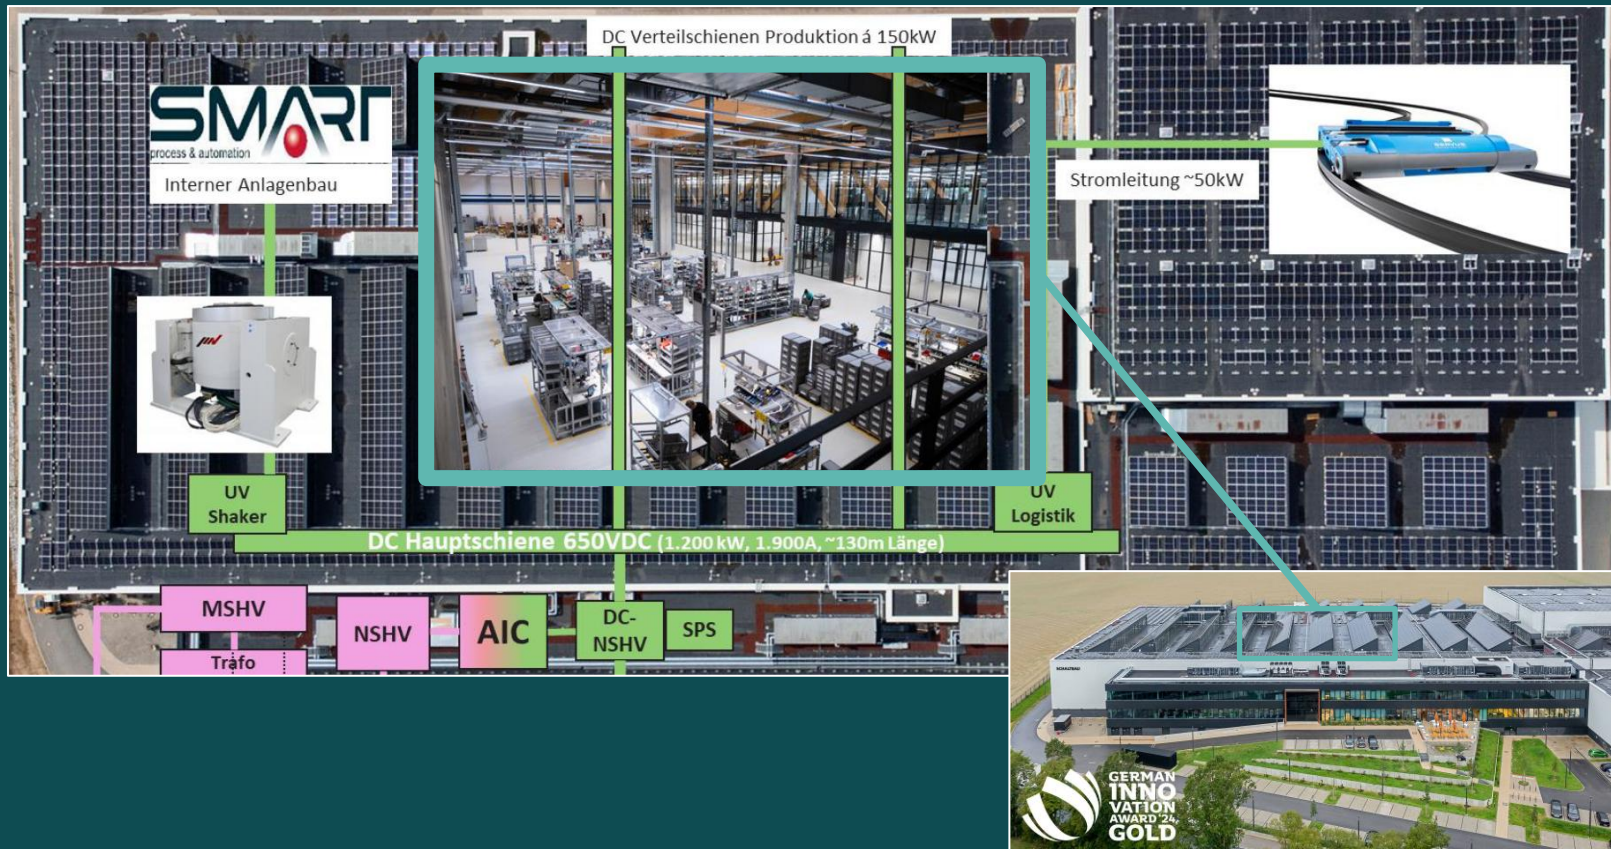 DC Verteilschienen Produktion á 150kW
SMART
process & automation
Interner Anlagenbau
Stromleitung ~50kW
UV
Shaker
UV
Logistik
DC Hauptschiene 650VDC (1.200 kW, 1.900A, ~130m Länge)
MSHV
Trafo
NSHV
AIC
DC-
NSHV
SPS
SCHALTBAU
GERMAN
INNO
VATION
AWARD '24
GOLD